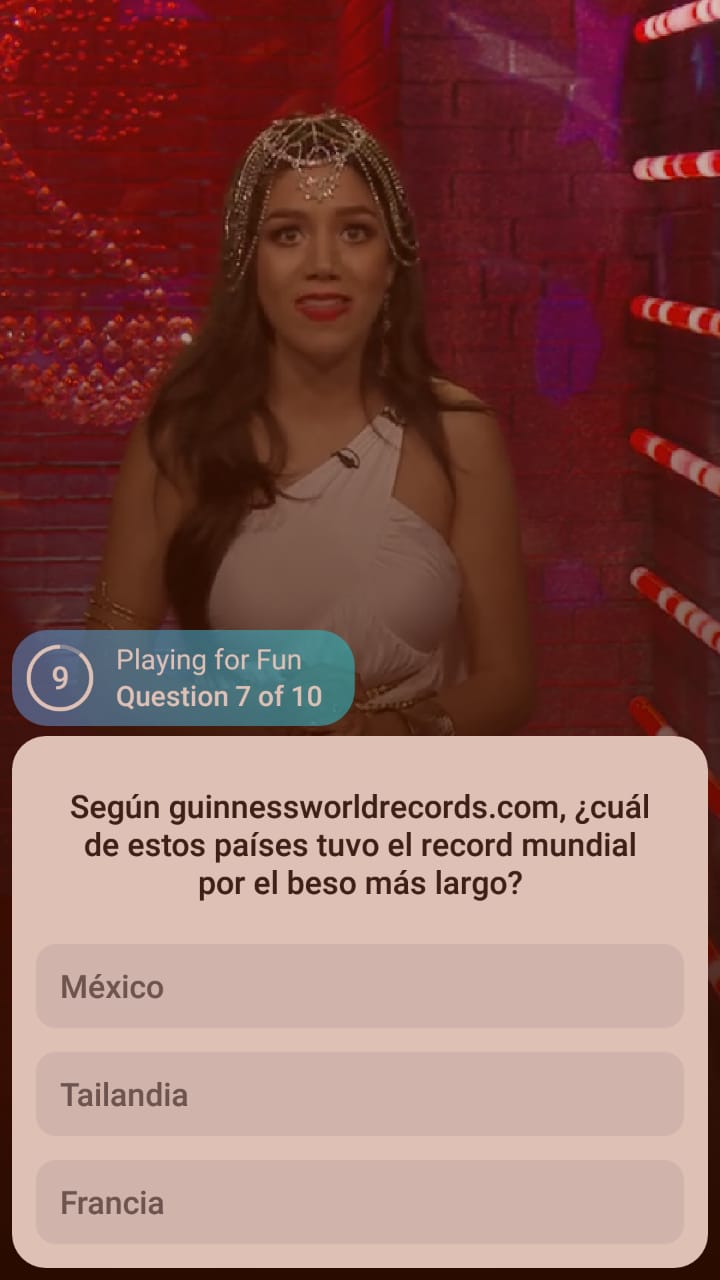 9
Playing for Fun
Question 7 of 10
Según guinnessworldrecords.com, ¿cuál
de estos países tuvo el record mundial
por el beso más largo?
México
Tailandia
Francia